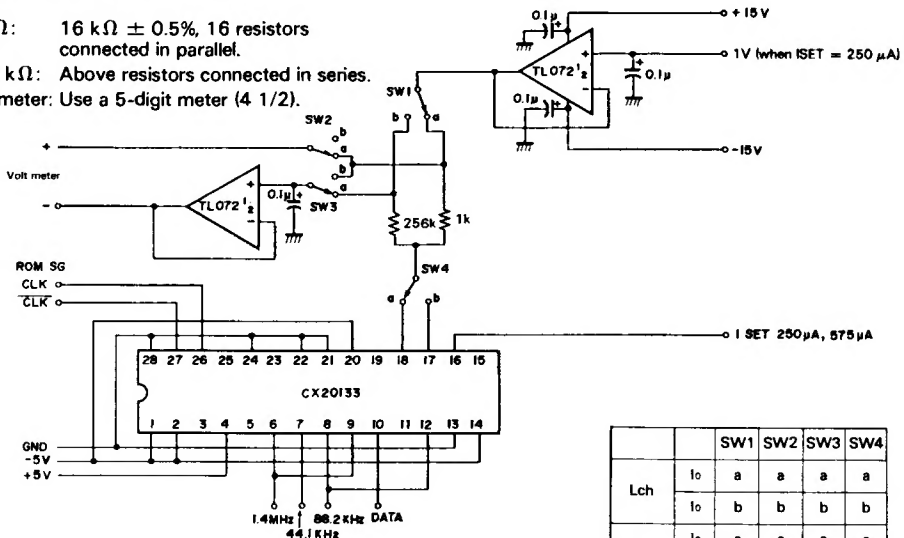 Ω: 16 kΩ ± 0.5%, 16 resistors
connected in parallel.
kΩ: Above resistors connected in series.
meter: Use a 5-digit meter (4 1/2).
0.1μ
+
+15V
TL072 1/2
+
-
1V (when ISET = 250 μA)
+
0.1μ
0.1μ
+
-15V
SW1
b
a
SW2
b
a
b
a
SW3
+
Volt meter
-
TL072 1/2
+
-
0.1μ
+
256k
1k
SW4
a
b
ROM SG
CLK
CLK
I SET 250μA, 575μA
28 27 26 25 24 23 22 21 20 19 18 17 16 15
CX20133
1 2 3 4 5 6 7 8 9 10 11 12 13 14
GND
-5V
+5V
1.4MHz
44.1KHz
88.2KHz
DATA
SW1 SW2 SW3 SW4
Lch
Io a a a a
Io b b b b